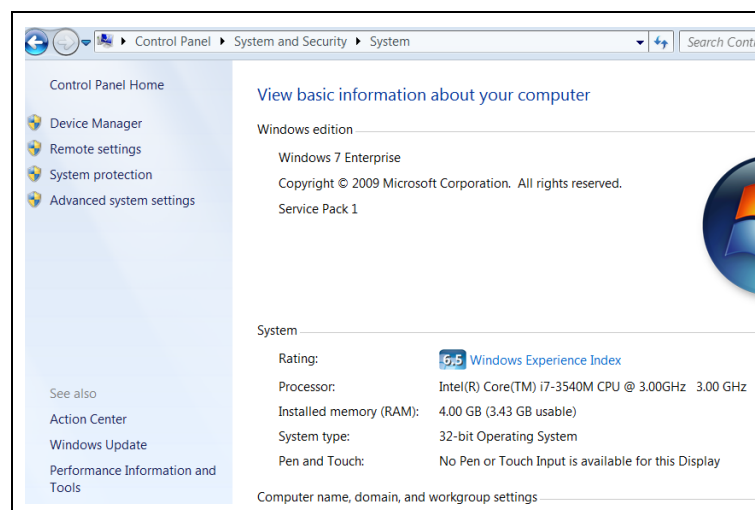 Control Panel ▸ System and Security ▸ System
Search Cont
Control Panel Home
Device Manager
Remote settings
System protection
Advanced system settings
See also
Action Center
Windows Update
Performance Information and
Tools
View basic information about your computer
Windows edition
Windows 7 Enterprise
Copyright © 2009 Microsoft Corporation.  All rights reserved.
Service Pack 1
System
Rating: 6.5 Windows Experience Index
Processor: Intel(R) Core(TM) i7-3540M CPU @ 3.00GHz   3.00 GHz
Installed memory (RAM): 4.00 GB (3.43 GB usable)
System type: 32-bit Operating System
Pen and Touch: No Pen or Touch Input is available for this Display
Computer name, domain, and workgroup settings